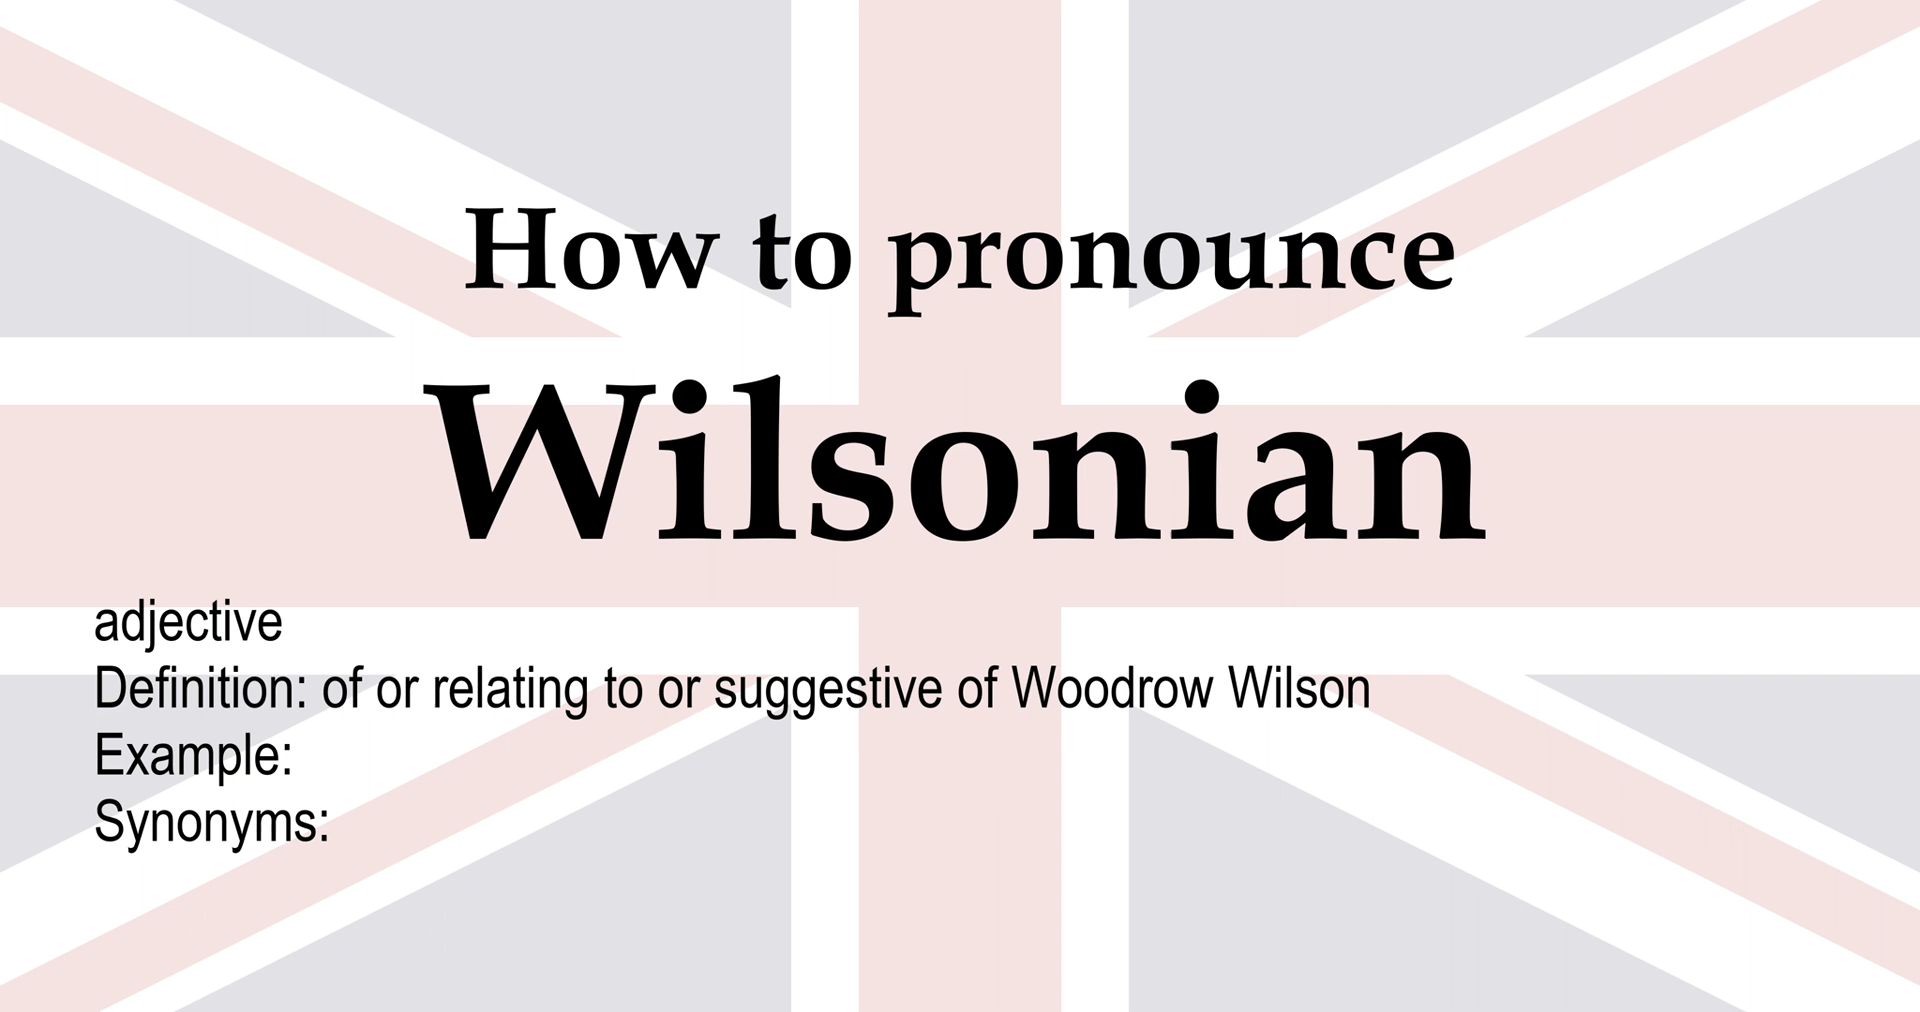 How to pronounce
Wilsonian
adjective
Definition: of or relating to or suggestive of Woodrow Wilson
Example:
Synonyms: